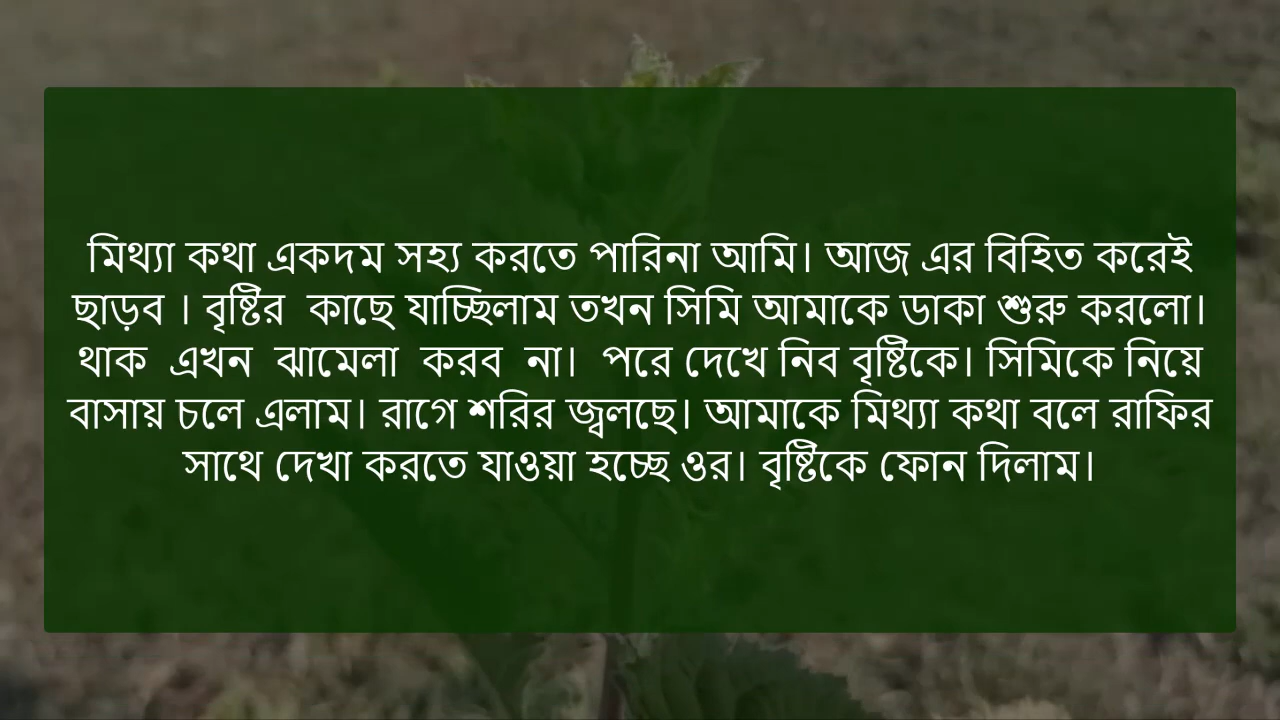 মিথ্যা কথা একদম সহ্য করতে পারিনা আমি। আজ এর বিহিত করেই
ছাড়ব । বৃষ্টির  কাছে যাচ্ছিলাম তখন সিমি আমাকে ডাকা শুরু করলো।
থাক  এখন  ঝামেলা  করব  না।  পরে দেখে নিব বৃষ্টিকে। সিমিকে নিয়ে
বাসায় চলে এলাম। রাগে শরির জ্বলছে। আমাকে মিথ্যা কথা বলে রাফির
সাথে দেখা করতে যাওয়া হচ্ছে ওর। বৃষ্টিকে ফোন দিলাম।